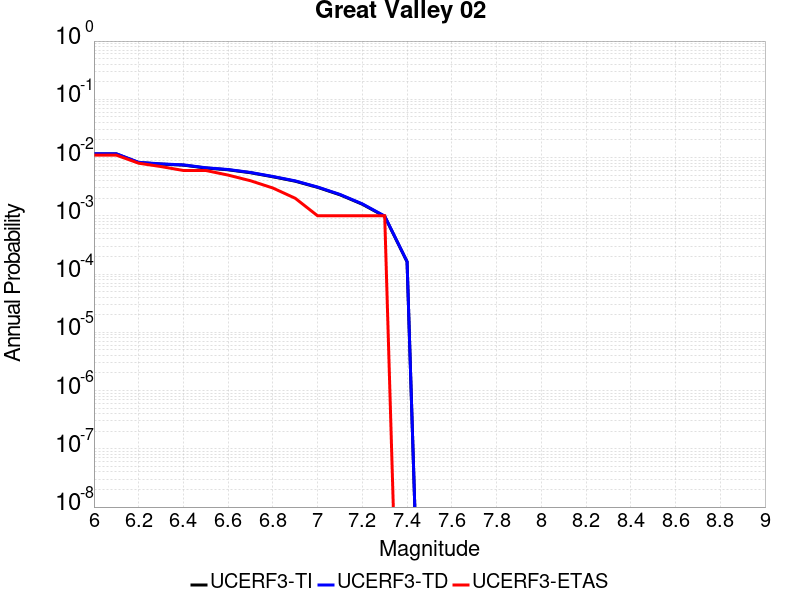 Great Valley 02
10^0
10^-1
10^-2
10^-3
10^-4
10^-5
10^-6
10^-7
10^-8
Annual Probability
6 6.2 6.4 6.6 6.8 7 7.2 7.4 7.6 7.8 8 8.2 8.4 8.6 8.8 9
Magnitude
UCERF3-TI UCERF3-TD UCERF3-ETAS